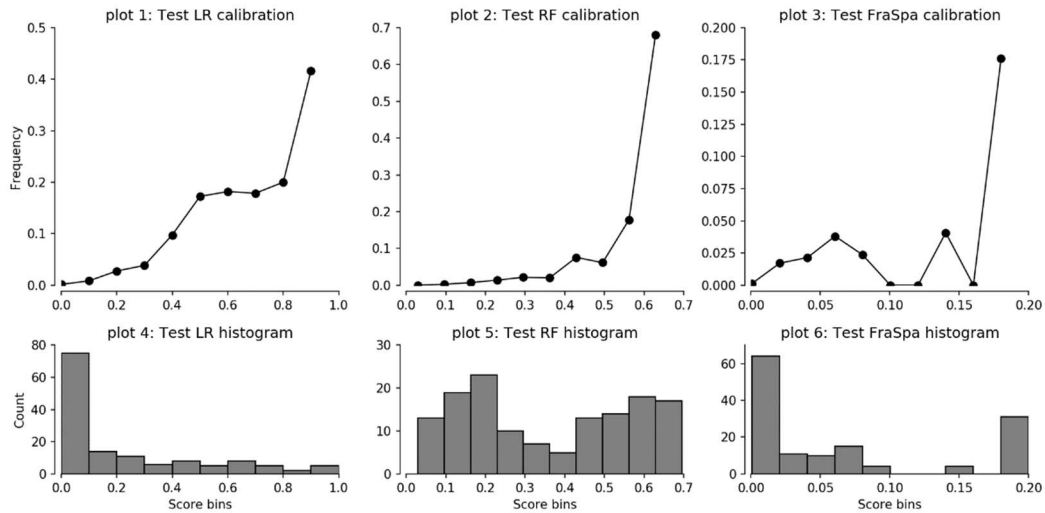 plot 1: Test LR calibration
plot 2: Test RF calibration
plot 3: Test FraSpa calibration
0.5
0.4
0.3
0.2
0.1
0.0
Frequency
0.0 0.2 0.4 0.6 0.8 1.0
0.7
0.6
0.5
0.4
0.3
0.2
0.1
0.0
0.0 0.1 0.2 0.3 0.4 0.5 0.6 0.7
0.200
0.175
0.150
0.125
0.100
0.075
0.050
0.025
0.000
0.00 0.05 0.10 0.15 0.20
plot 4: Test LR histogram
plot 5: Test RF histogram
plot 6: Test FraSpa histogram
80
60
40
20
0
Count
0.0 0.2 0.4 0.6 0.8 1.0
Score bins
30
20
10
0
0.0 0.1 0.2 0.3 0.4 0.5 0.6 0.7
Score bins
60
40
20
0
0.00 0.05 0.10 0.15 0.20
Score bins